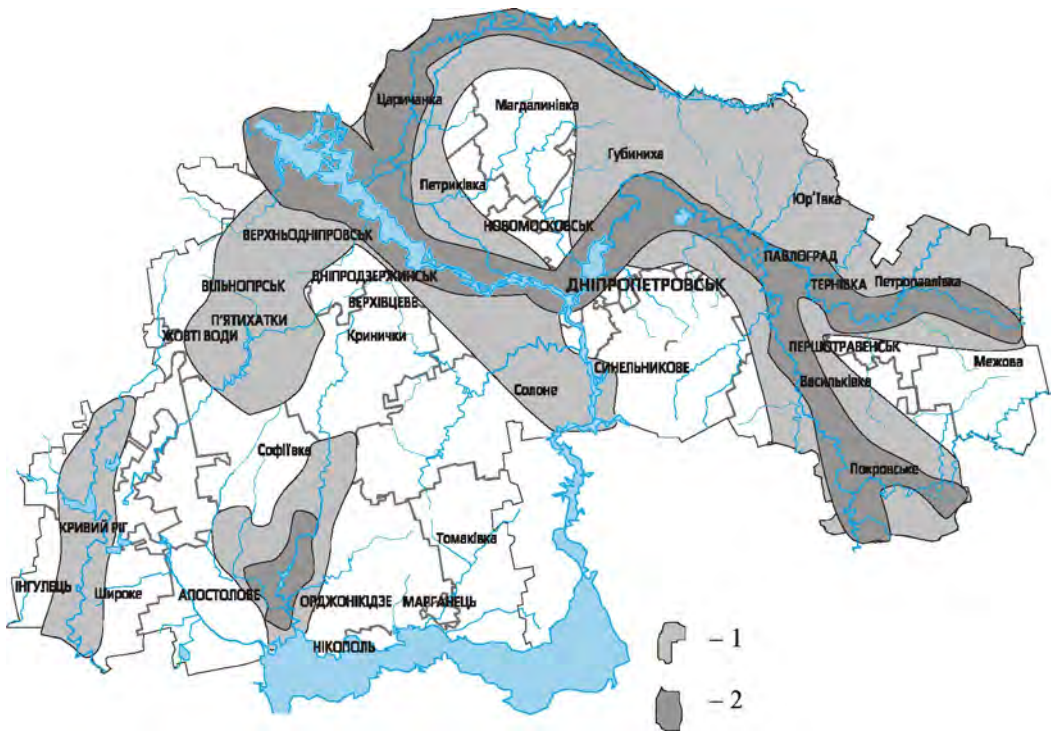 Царичанка
Магдалинівка
Губиниха
Петриківка
Юр'ївка
НОВОМОСКОВСЬК
ВЕРХНЬОДНІПРОВСЬК
ПАВЛОГРАД
ДНІПРОДЗЕРЖИНСЬК
ДНІПРОПЕТРОВСЬК
ТЕРНІВКА
Петропавлівка
ВІЛЬНОГІРСЬК
ВЕРХІВЦЕВЕ
П'ЯТИХАТКИ
ЖОВТІ ВОДИ
Кринички
ПЕРШОТРАВЕНСЬК
Межова
СИНЕЛЬНИКОВЕ
Васильківка
Солоне
Софіївка
Покровське
КРИВИЙ РІГ
Томаківка
ІНГУЛЕЦЬ
Широке
АПОСТОЛОВЕ
ОРДЖОНІКІДЗЕ
МАРГАНЕЦЬ
НІКОПОЛЬ
– 1
– 2